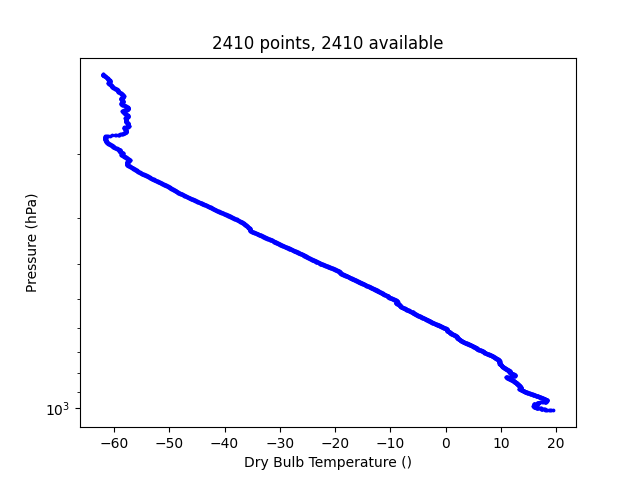 2410 points, 2410 available
Pressure (hPa)
10³
−60 −50 −40 −30 −20 −10 0 10 20
Dry Bulb Temperature ()